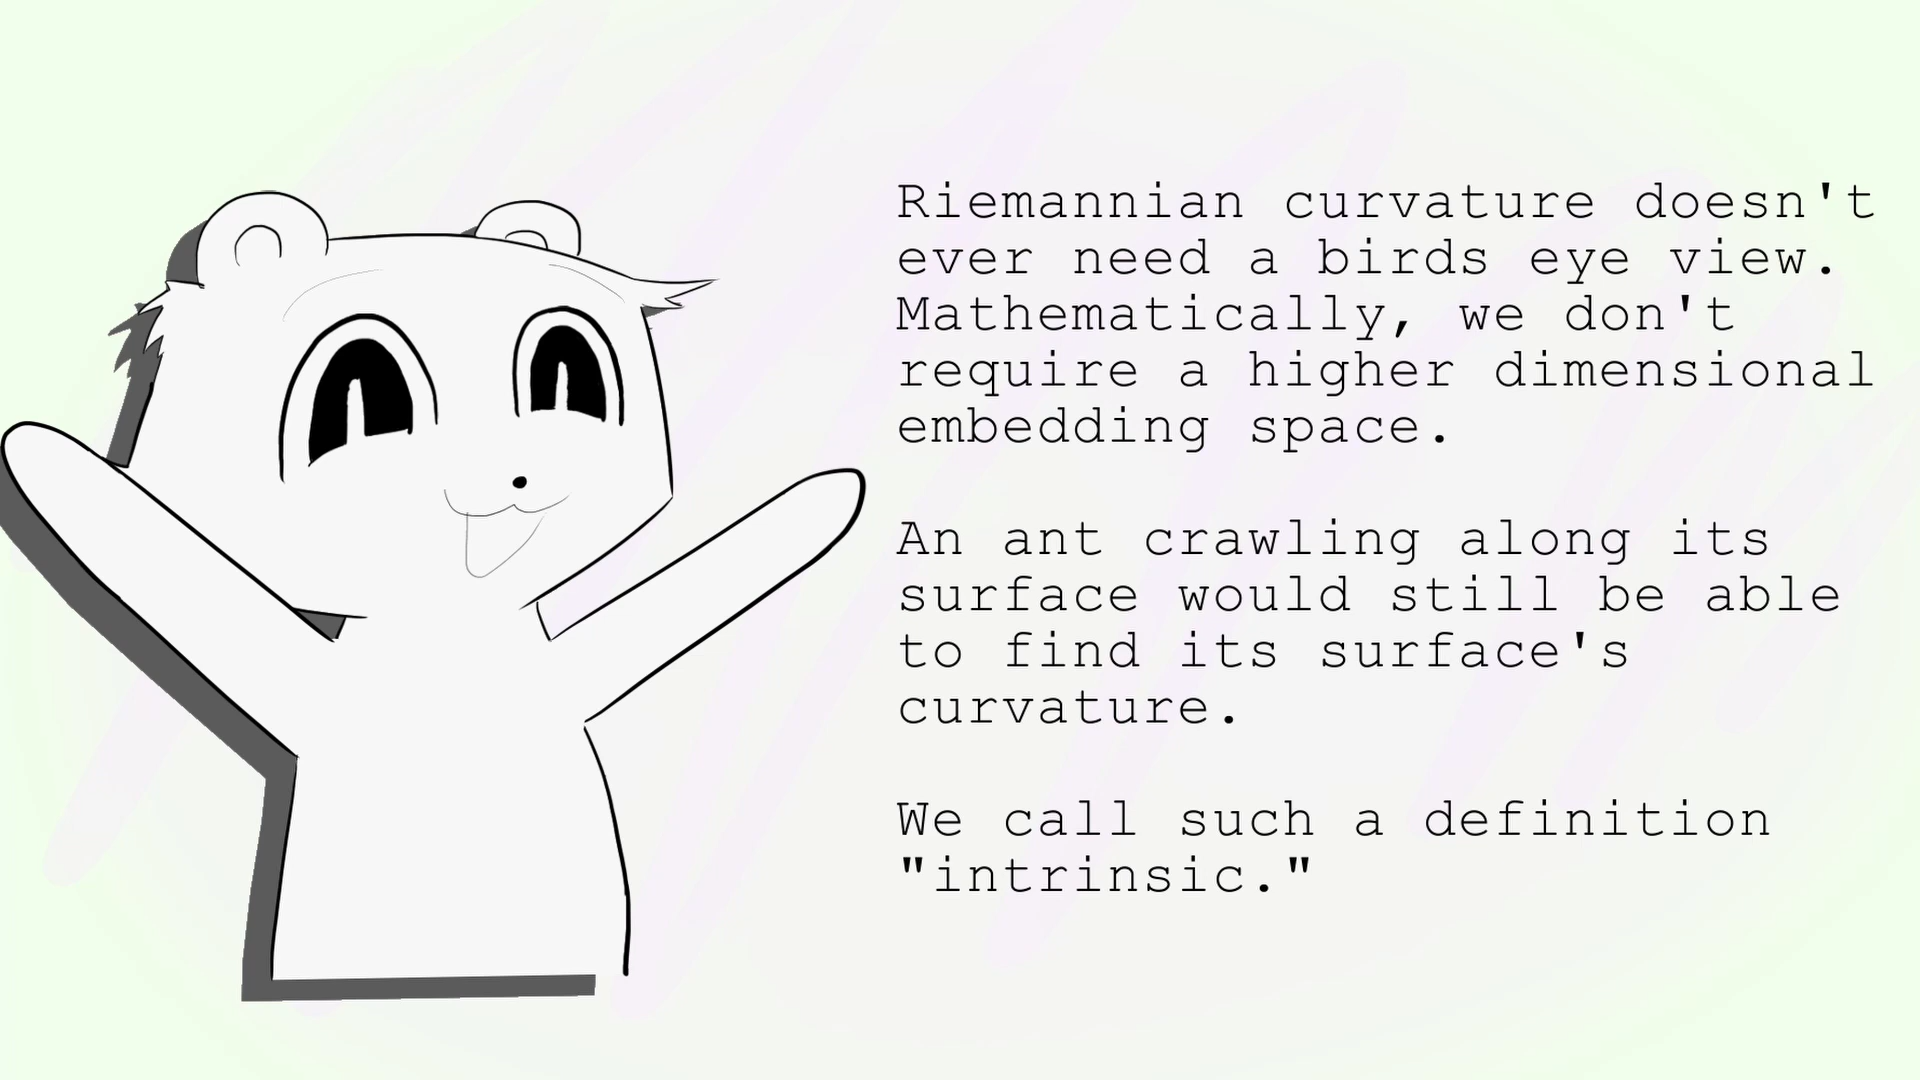 Riemannian curvature doesn't
ever need a birds eye view.
Mathematically, we don't
require a higher dimensional
embedding space.
An ant crawling along its
surface would still be able
to find its surface's
curvature.
We call such a definition
"intrinsic."